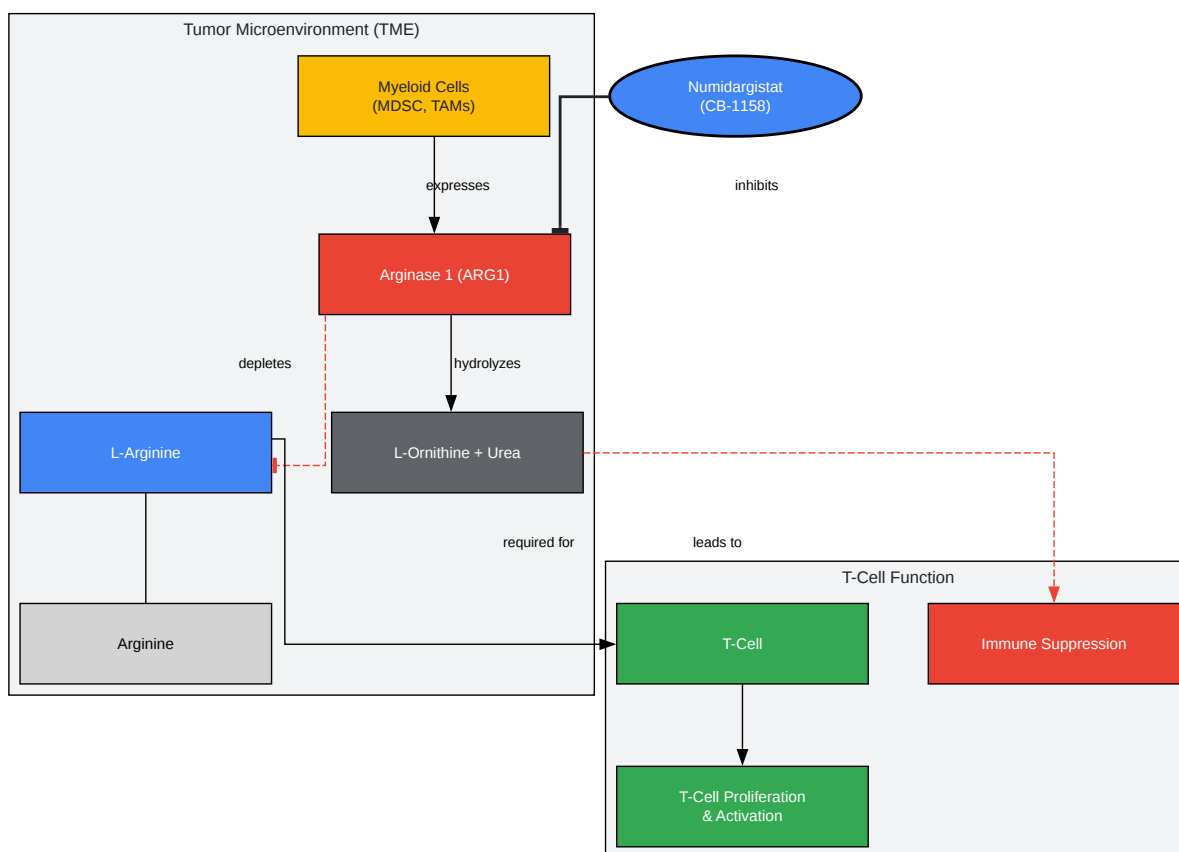 Tumor Microenvironment (TME)
Myeloid Cells
(MDSC, TAMs)
Numidargistat
(CB-1158)
expresses
inhibits
Arginase 1 (ARG1)
depletes
hydrolyzes
L-Arginine
L-Ornithine + Urea
required for
leads to
T-Cell Function
Arginine
T-Cell
Immune Suppression
T-Cell Proliferation
& Activation